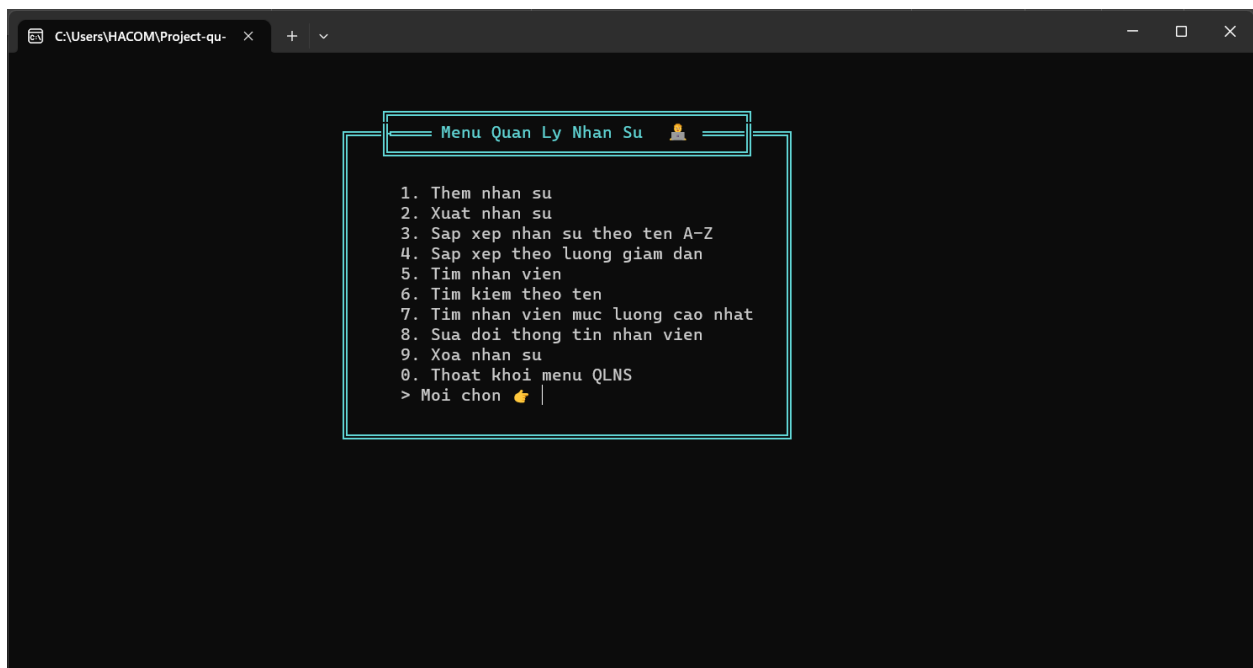 C:\Users\HACOM\Project-qu-
Menu Quan Ly Nhan Su
1. Them nhan su
2. Xuat nhan su
3. Sap xep nhan su theo ten A-Z
4. Sap xep theo luong giam dan
5. Tim nhan vien
6. Tim kiem theo ten
7. Tim nhan vien muc luong cao nhat
8. Sua doi thong tin nhan vien
9. Xoa nhan su
0. Thoat khoi menu QLNS
> Moi chon 👉